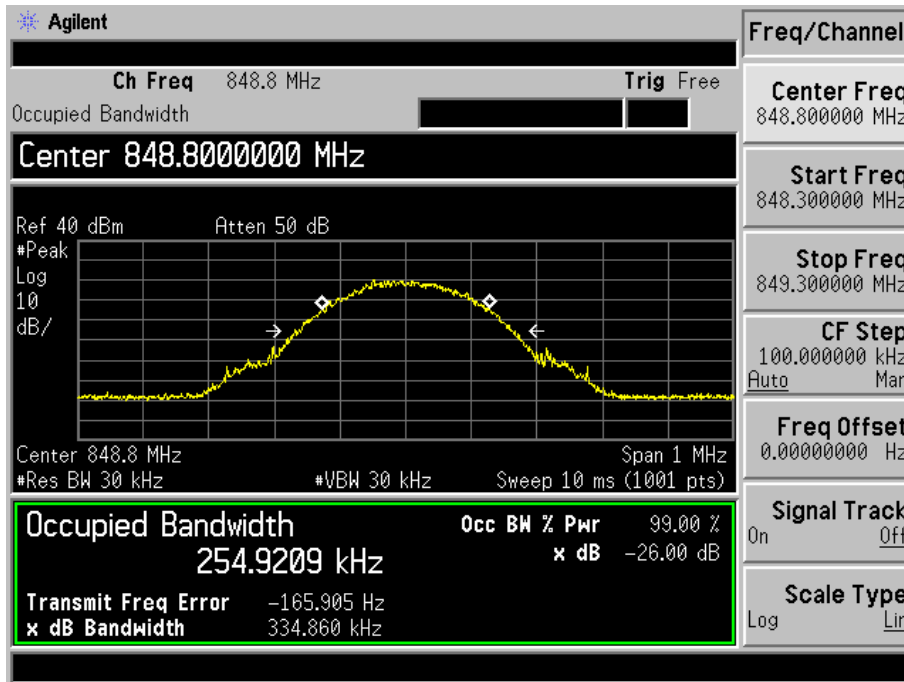 Agilent
Ch Freq 848.8 MHz Trig Free
Occupied Bandwidth
Center 848.8000000 MHz
Ref 40 dBm Atten 50 dB
#Peak
Log
10
dB/
Center 848.8 MHz Span 1 MHz
#Res BW 30 kHz #VBW 30 kHz Sweep 10 ms (1001 pts)
Occupied Bandwidth Occ BW % Pwr 99.00 %
254.9209 kHz x dB -26.00 dB
Transmit Freq Error -165.905 Hz
x dB Bandwidth 334.860 kHz
Freq/Channel
Center Freq
848.800000 MHz
Start Freq
848.300000 MHz
Stop Freq
849.300000 MHz
CF Step
100.000000 kHz
Auto Man
Freq Offset
0.00000000 Hz
Signal Track
On Off
Scale Type
Log Lin